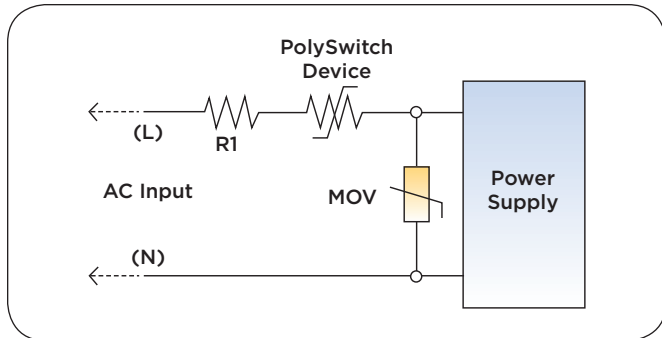 PolySwitch
Device
(L)
R1
AC Input
MOV
Power
Supply
(N)